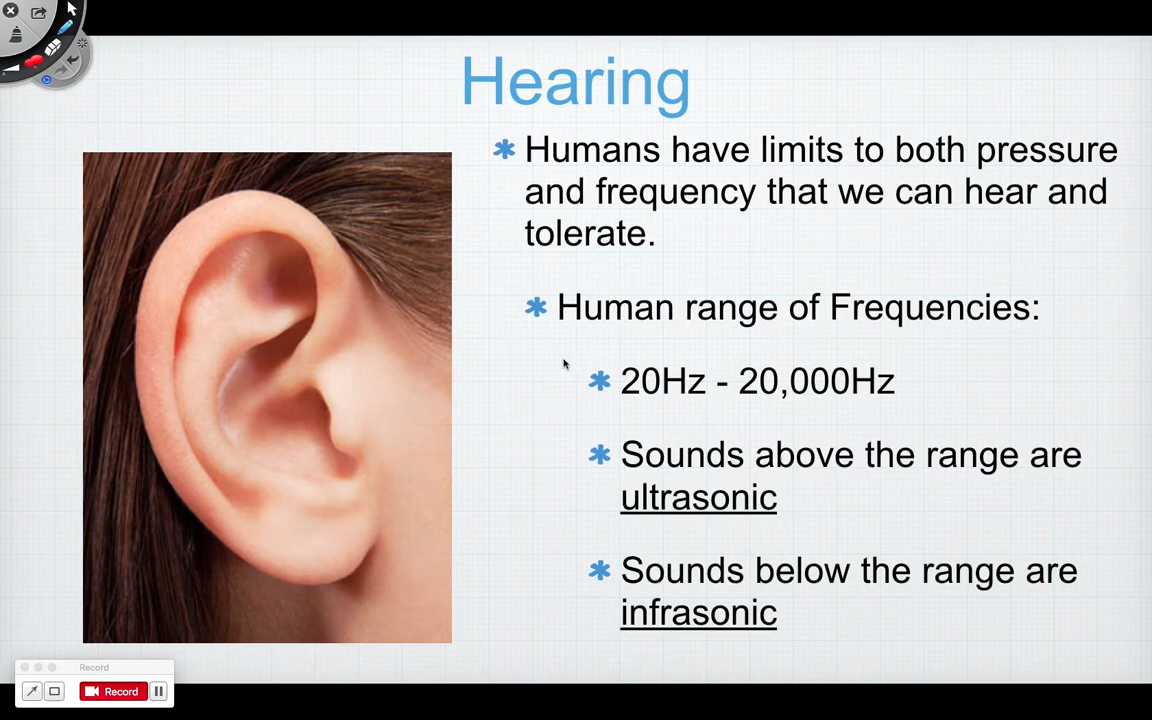 Hearing
Humans have limits to both pressure
and frequency that we can hear and
tolerate.
Human range of Frequencies:
20Hz - 20,000Hz
Sounds above the range are
ultrasonic
Sounds below the range are
infrasonic
Record
Record